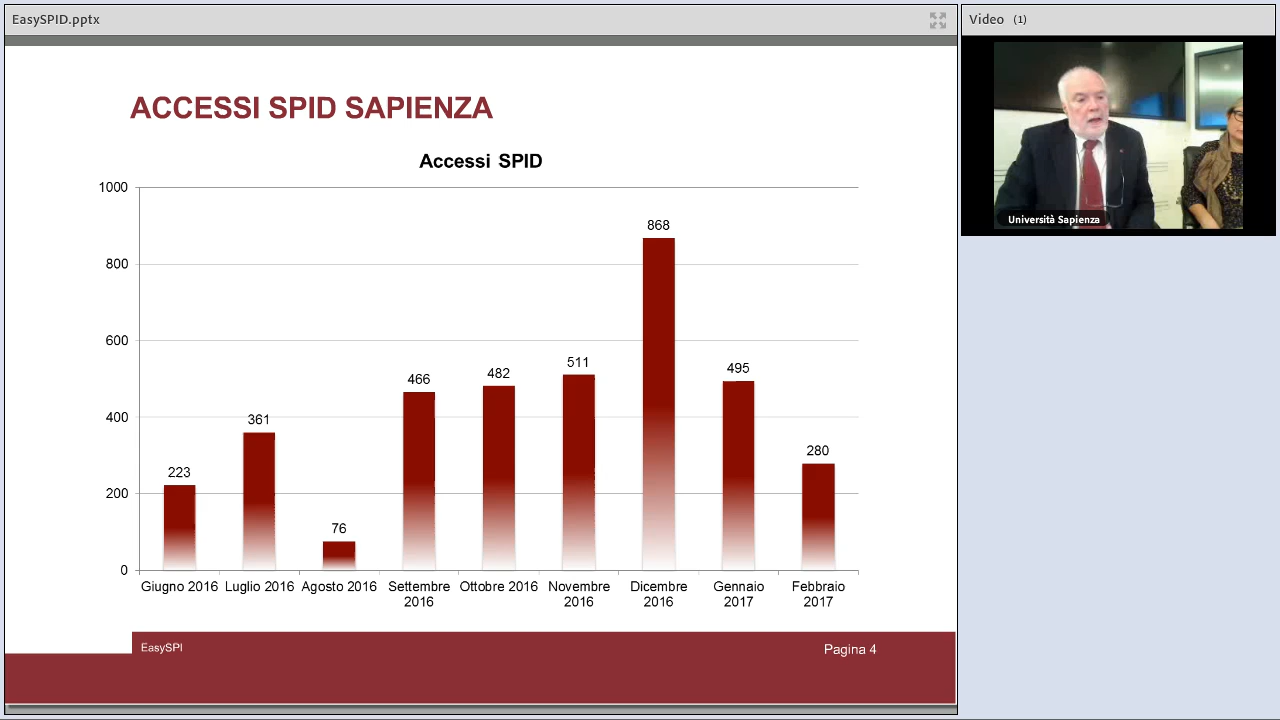 EasySPID.pptx
Video (1)
ACCESSI SPID SAPIENZA
Accessi SPID
1000
800
600
400
200
0
223
361
76
466
482
511
868
495
280
Giugno 2016
Luglio 2016
Agosto 2016
Settembre 2016
Ottobre 2016
Novembre 2016
Dicembre 2016
Gennaio 2017
Febbraio 2017
EasySPI
Pagina 4
Università Sapienza